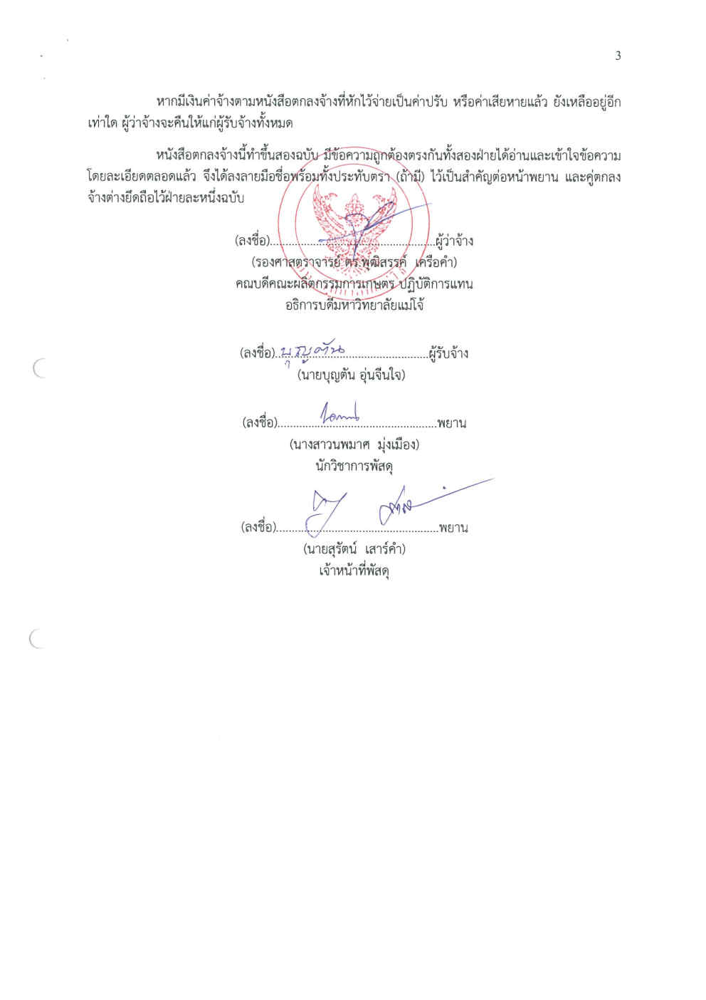 3
หากมีเงินค่าจ้างตามหนังสือตกลงจ้างที่หักไว้จ่ายเป็นค่าปรับ หรือค่าเสียหายแล้ว ยังเหลืออยู่อีก
เท่าใด ผู้ว่าจ้างจะคืนให้แก่ผู้รับจ้างทั้งหมด
หนังสือตกลงจ้างนี้ทำขึ้นสองฉบับ มีข้อความถูกต้องตรงกันทั้งสองฝ่ายได้อ่านและเข้าใจข้อความ
โดยละเอียดตลอดแล้ว จึงได้ลงลายมือชื่อพร้อมทั้งประทับตรา (ถ้ามี) ไว้เป็นสำคัญต่อหน้าพยาน และคู่ตกลง
จ้างต่างยึดถือไว้ฝ่ายละหนึ่งฉบับ
(ลงชื่อ)....................................................ผู้ว่าจ้าง
(รองศาสตราจารย์ ดร.พุฒิสรรค์ เครือคำ)
คณบดีคณะผลิตกรรมการเกษตร ปฏิบัติการแทน
อธิการบดีมหาวิทยาลัยแม่โจ้
(ลงชื่อ) บุญตัน ....................................................ผู้รับจ้าง
(นายบุญตัน อุ่นจีนใจ)
(ลงชื่อ)....................................................พยาน
(นางสาวนพมาศ มุ่งเมือง)
นักวิชาการพัสดุ
(ลงชื่อ)....................................................พยาน
(นายสุรัตน์ เสาร์คำ)
เจ้าหน้าที่พัสดุ